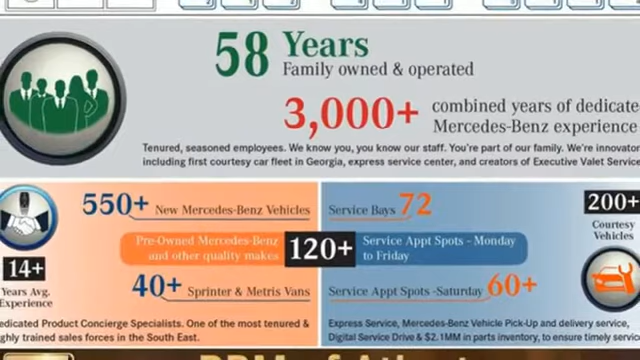 58 Years
Family owned & operated
3,000+ combined years of dedicate
Mercedes-Benz experience
Tenured, seasoned employees. We know you, you know our staff. You're part of our family. We're innovator
including first courtesy car fleet in Georgia, express service center, and creators of Executive Valet Service
550+ New Mercedes-Benz Vehicles
Pre-Owned Mercedes-Benz
and other quality makes
120+
40+ Sprinter & Metris Vans
14+
Years Avg.
Experience
edicated Product Concierge Specialists. One of the most tenured &
ghly trained sales forces in the South East.
Service Bays 72
Service Appt Spots - Monday
to Friday
Service Appt Spots -Saturday 60+
200+
Courtesy
Vehicles
Express Service, Mercedes-Benz Vehicle Pick-Up and delivery service,
Digital Service Drive & $2.1MM in parts inventory, to ensure timely servic